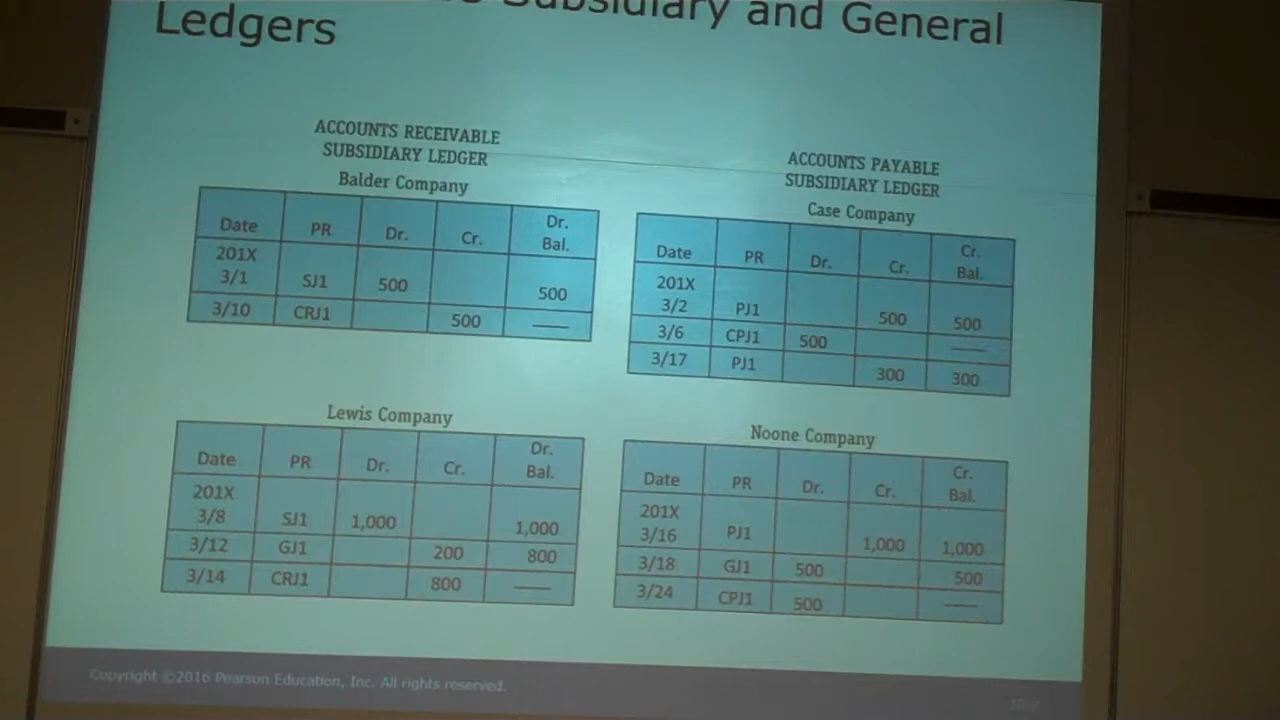 Subsidiary and General
Ledgers
ACCOUNTS RECEIVABLE
SUBSIDIARY LEDGER
Balder Company
Date PR Dr. Cr. Dr. Bal.
201X
3/1 SJ1 500 500
3/10 CRJ1 500 —
ACCOUNTS PAYABLE
SUBSIDIARY LEDGER
Case Company
Date PR Dr. Cr. Cr. Bal.
201X
3/2 PJ1 500 500
3/6 CPJ1 500 —
3/17 PJ1 300 300
Lewis Company
Date PR Dr. Cr. Dr. Bal.
201X
3/8 SJ1 1,000 1,000
3/12 GJ1 200 800
3/14 CRJ1 800 —
Noone Company
Date PR Dr. Cr. Cr. Bal.
201X
3/16 PJ1 1,000 1,000
3/18 GJ1 500 500
3/24 CPJ1 500 —
Copyright ©2016 Pearson Education, Inc. All rights reserved.